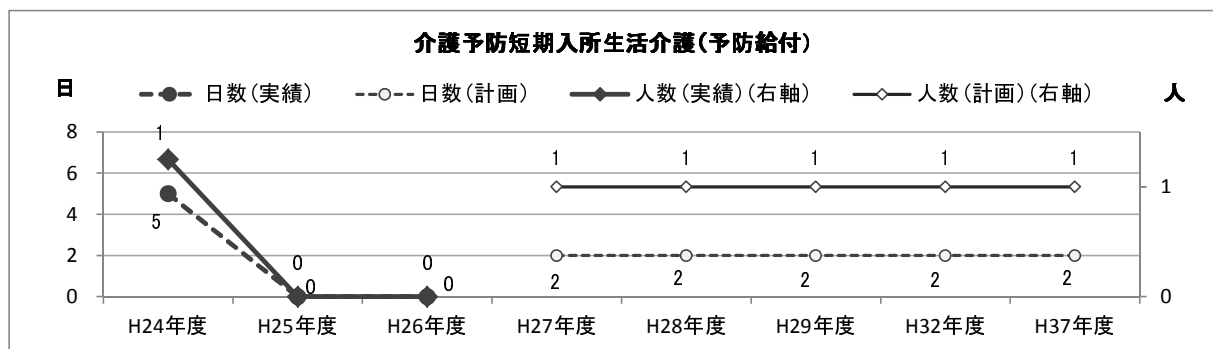 介護予防短期入所生活介護（予防給付）
日 日数（実績） 日数（計画） 人数（実績）（右軸） 人数（計画）（右軸） 人
8 1 1 1 1 1 1
6
1
4 5
2 0 0
0 0 0 2 2 2 2 2 0
H24年度 H25年度 H26年度 H27年度 H28年度 H29年度 H32年度 H37年度